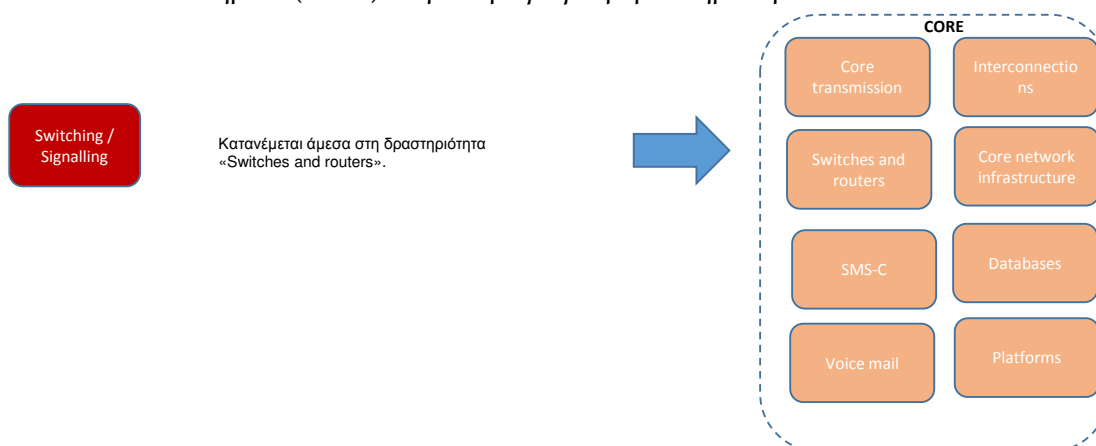 CORE
Core
transmission
Interconnectio
ns
Switching /
Signalling
Κατανέμεται άμεσα στη δραστηριότητα
«Switches and routers».
Switches and
routers
Core network
infrastructure
SMS-C
Databases
Voice mail
Platforms